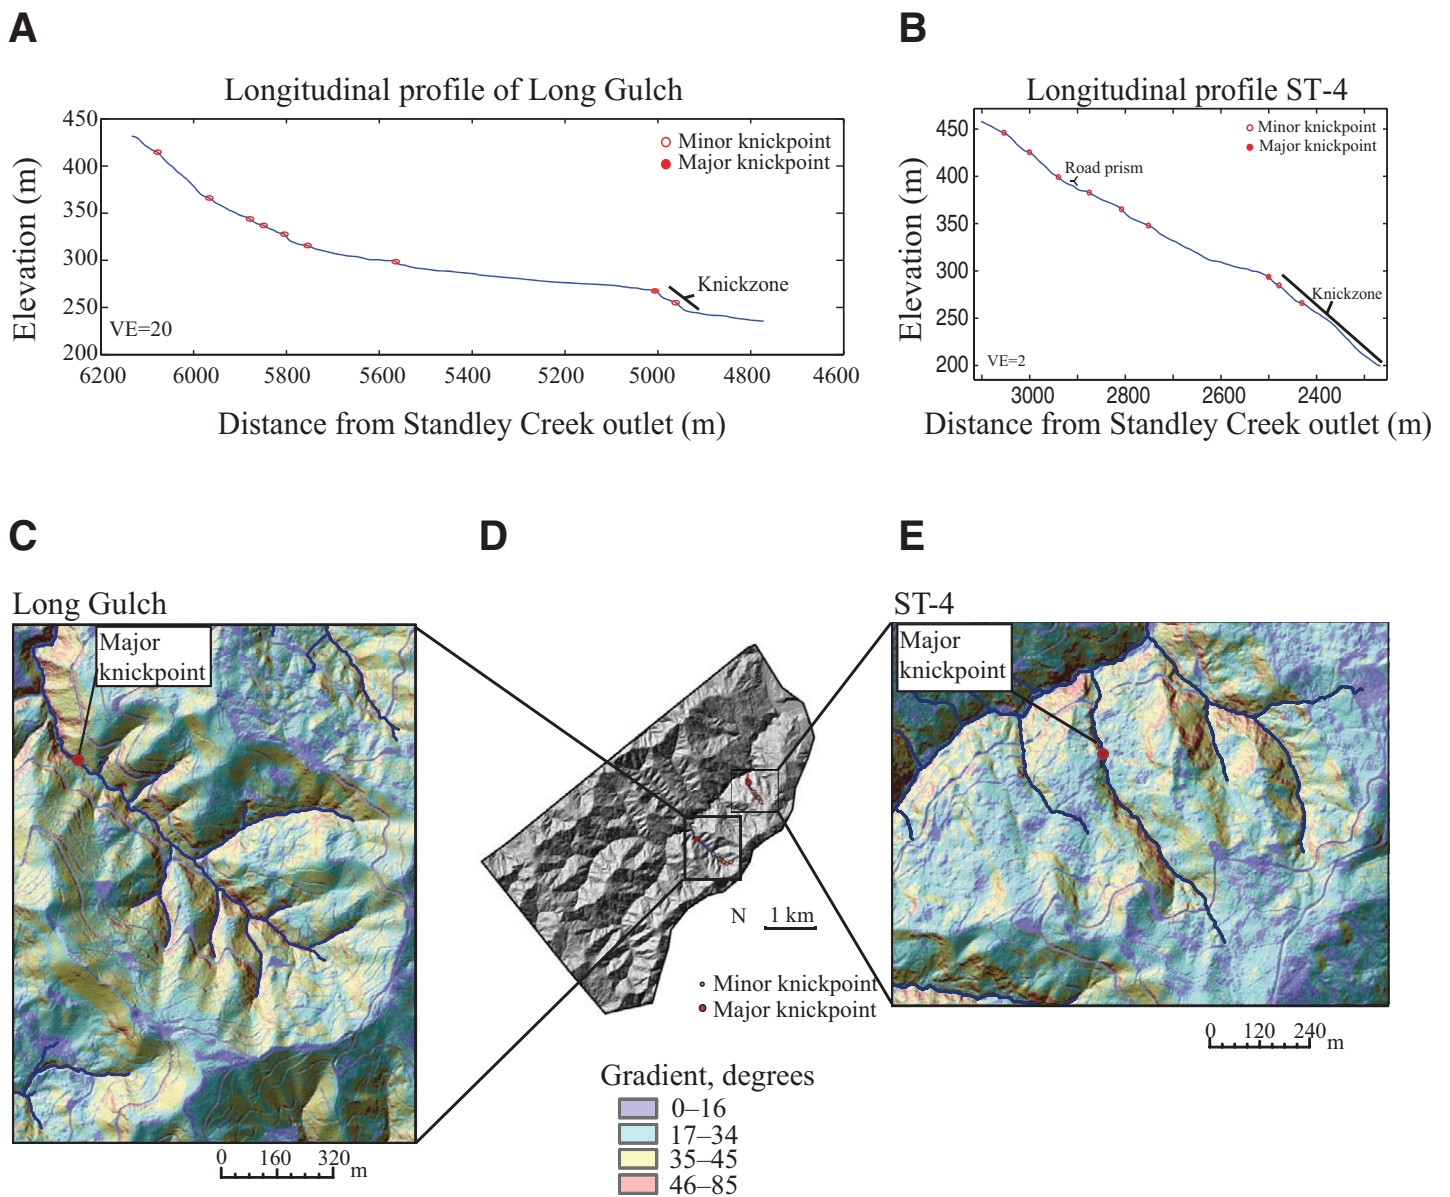 A
Longitudinal profile of Long Gulch
450
400
350
300
250
200
Elevation (m)
Minor knickpoint
Major knickpoint
Knickzone
VE=20
6200 6000 5800 5600 5400 5200 5000 4800 4600
Distance from Standley Creek outlet (m)
B
Longitudinal profile ST-4
450
400
350
300
250
200
Elevation (m)
Minor knickpoint
Major knickpoint
Road prism
Knickzone
VE=2
3000 2800 2600 2400
Distance from Standley Creek outlet (m)
C
Long Gulch
Major
knickpoint
0 160 320 m
D
N 1 km
Minor knickpoint
Major knickpoint
Gradient, degrees
0–16
17–34
35–45
46–85
E
ST-4
Major
knickpoint
0 120 240 m